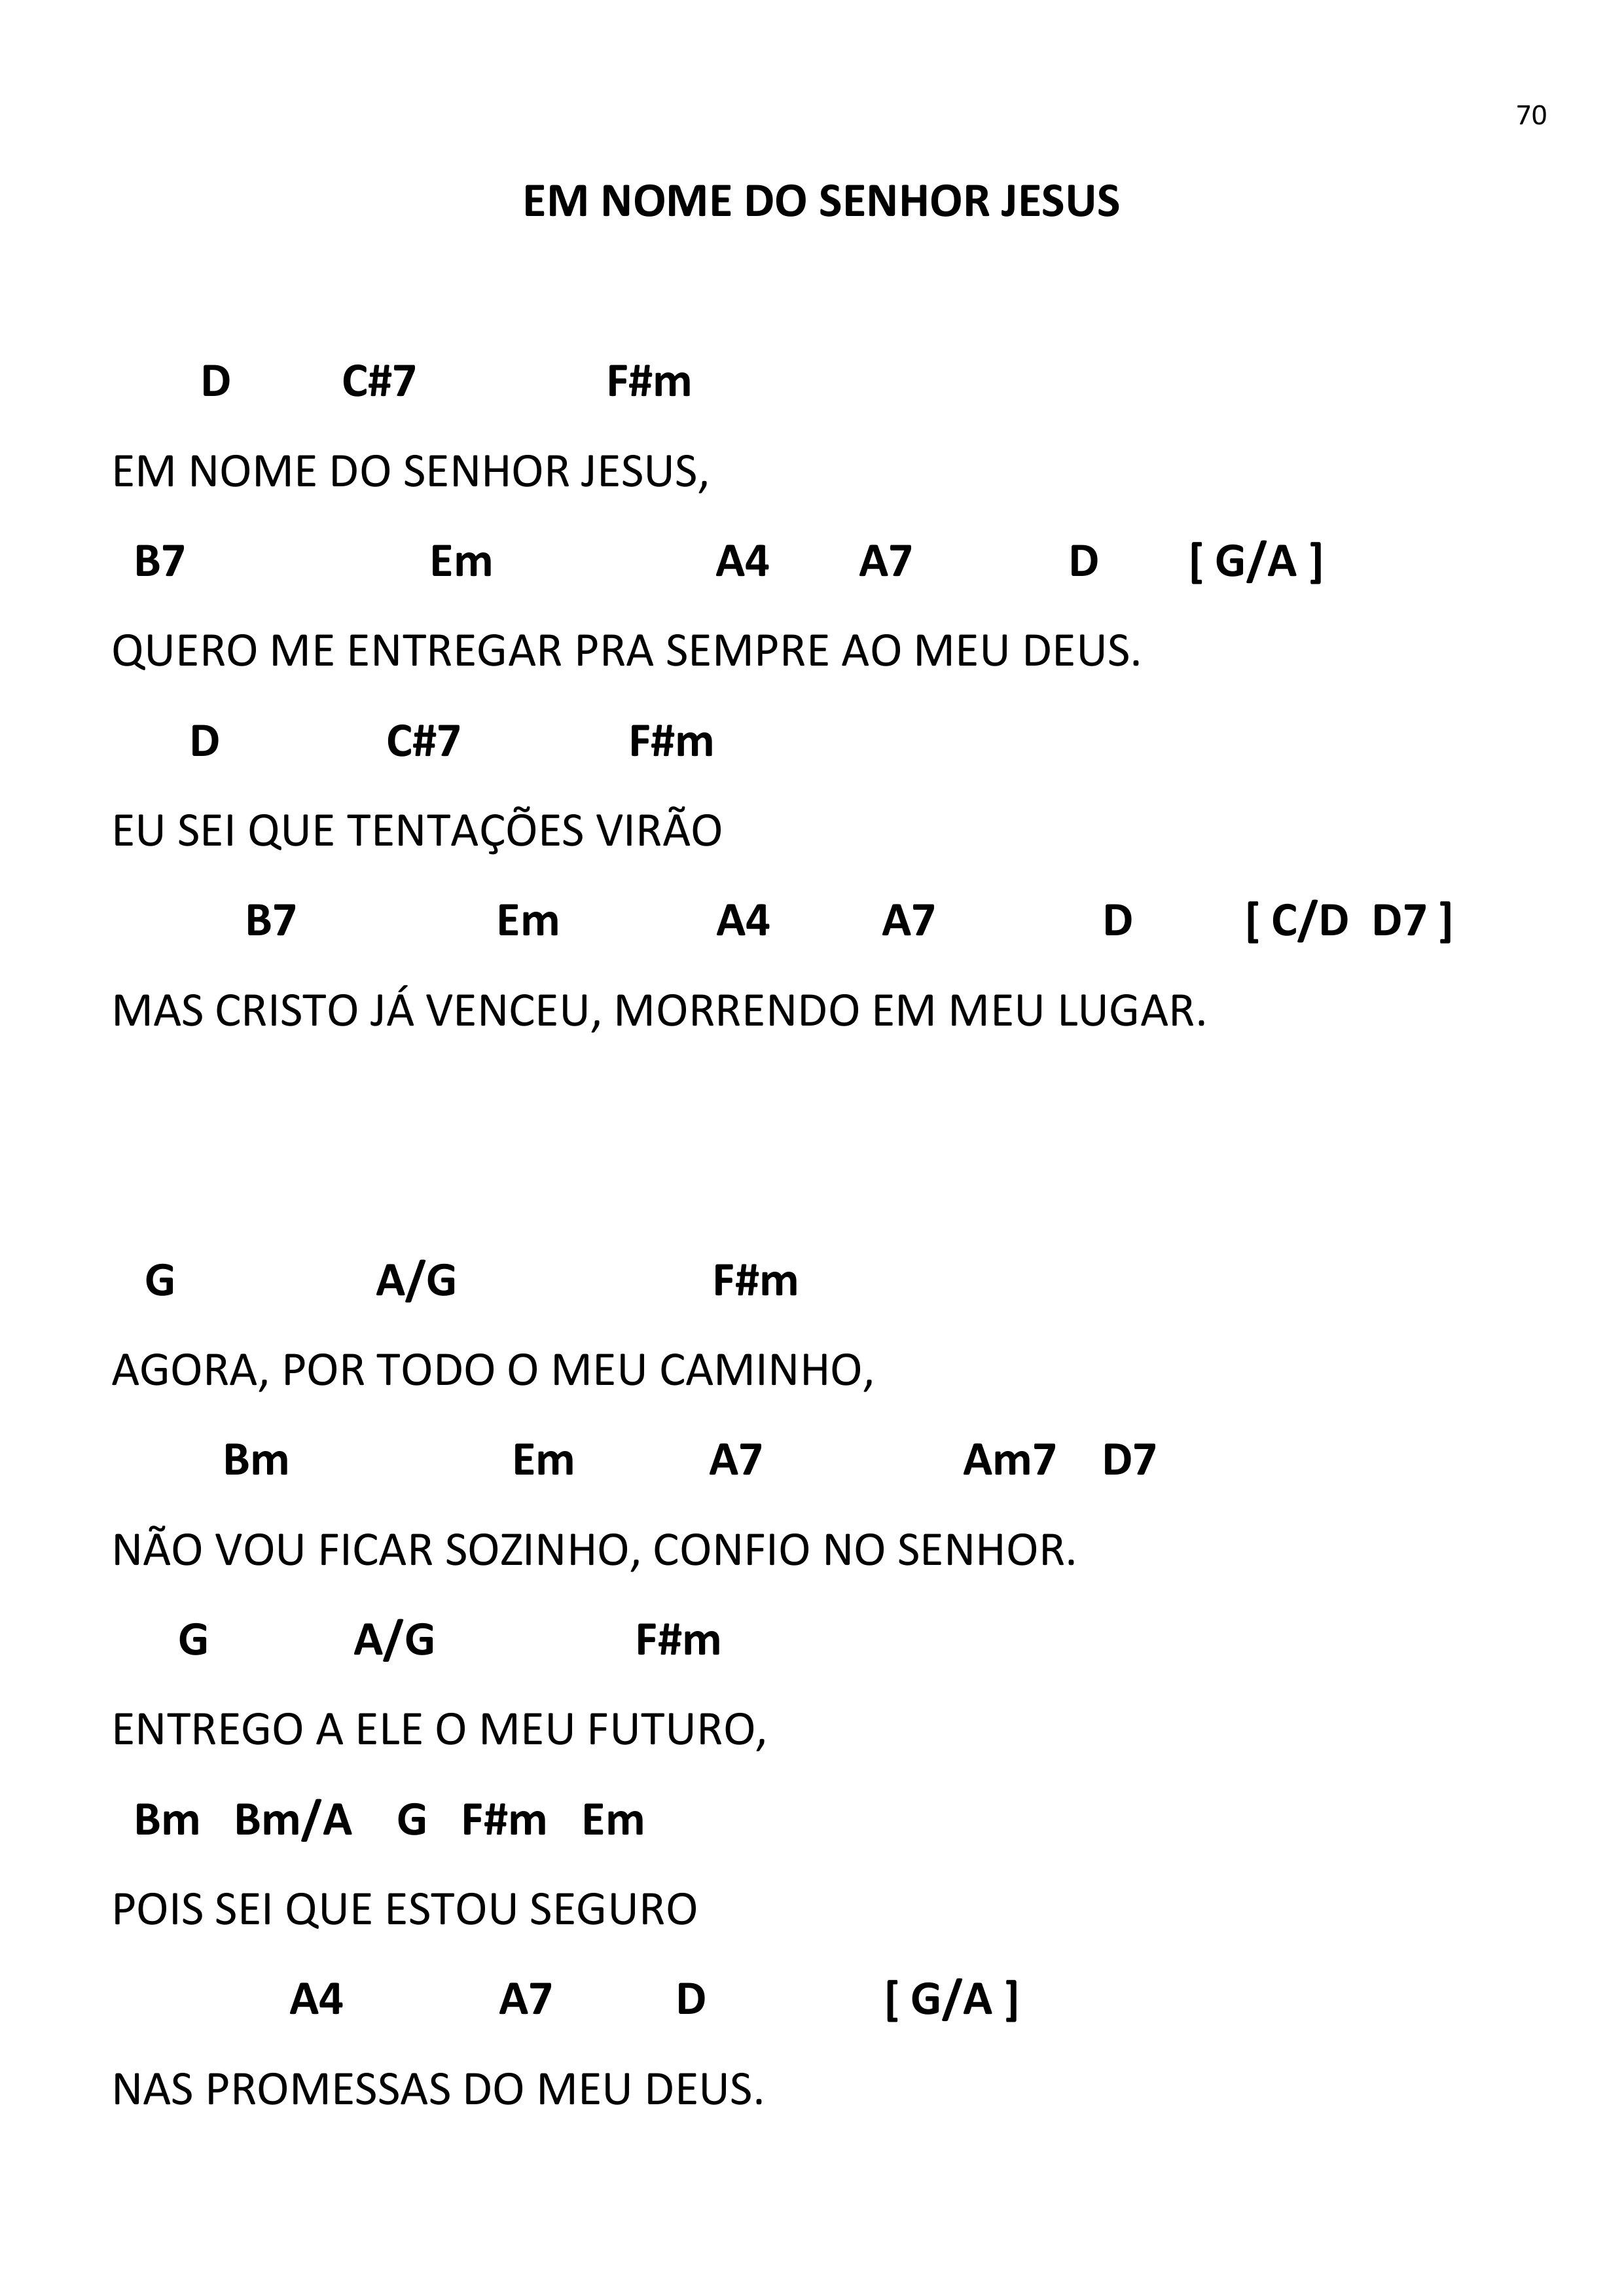 70
EM NOME DO SENHOR JESUS
D C#7 F#m
EM NOME DO SENHOR JESUS,
B7 Em A4 A7 D [ G/A ]
QUERO ME ENTREGAR PRA SEMPRE AO MEU DEUS.
D C#7 F#m
EU SEI QUE TENTAÇÕES VIRÃO
B7 Em A4 A7 D [ C/D D7 ]
MAS CRISTO JÁ VENCEU, MORRENDO EM MEU LUGAR.
G A/G F#m
AGORA, POR TODO O MEU CAMINHO,
Bm Em A7 Am7 D7
NÃO VOU FICAR SOZINHO, CONFIO NO SENHOR.
G A/G F#m
ENTREGO A ELE O MEU FUTURO,
Bm Bm/A G F#m Em
POIS SEI QUE ESTOU SEGURO
A4 A7 D [ G/A ]
NAS PROMESSAS DO MEU DEUS.